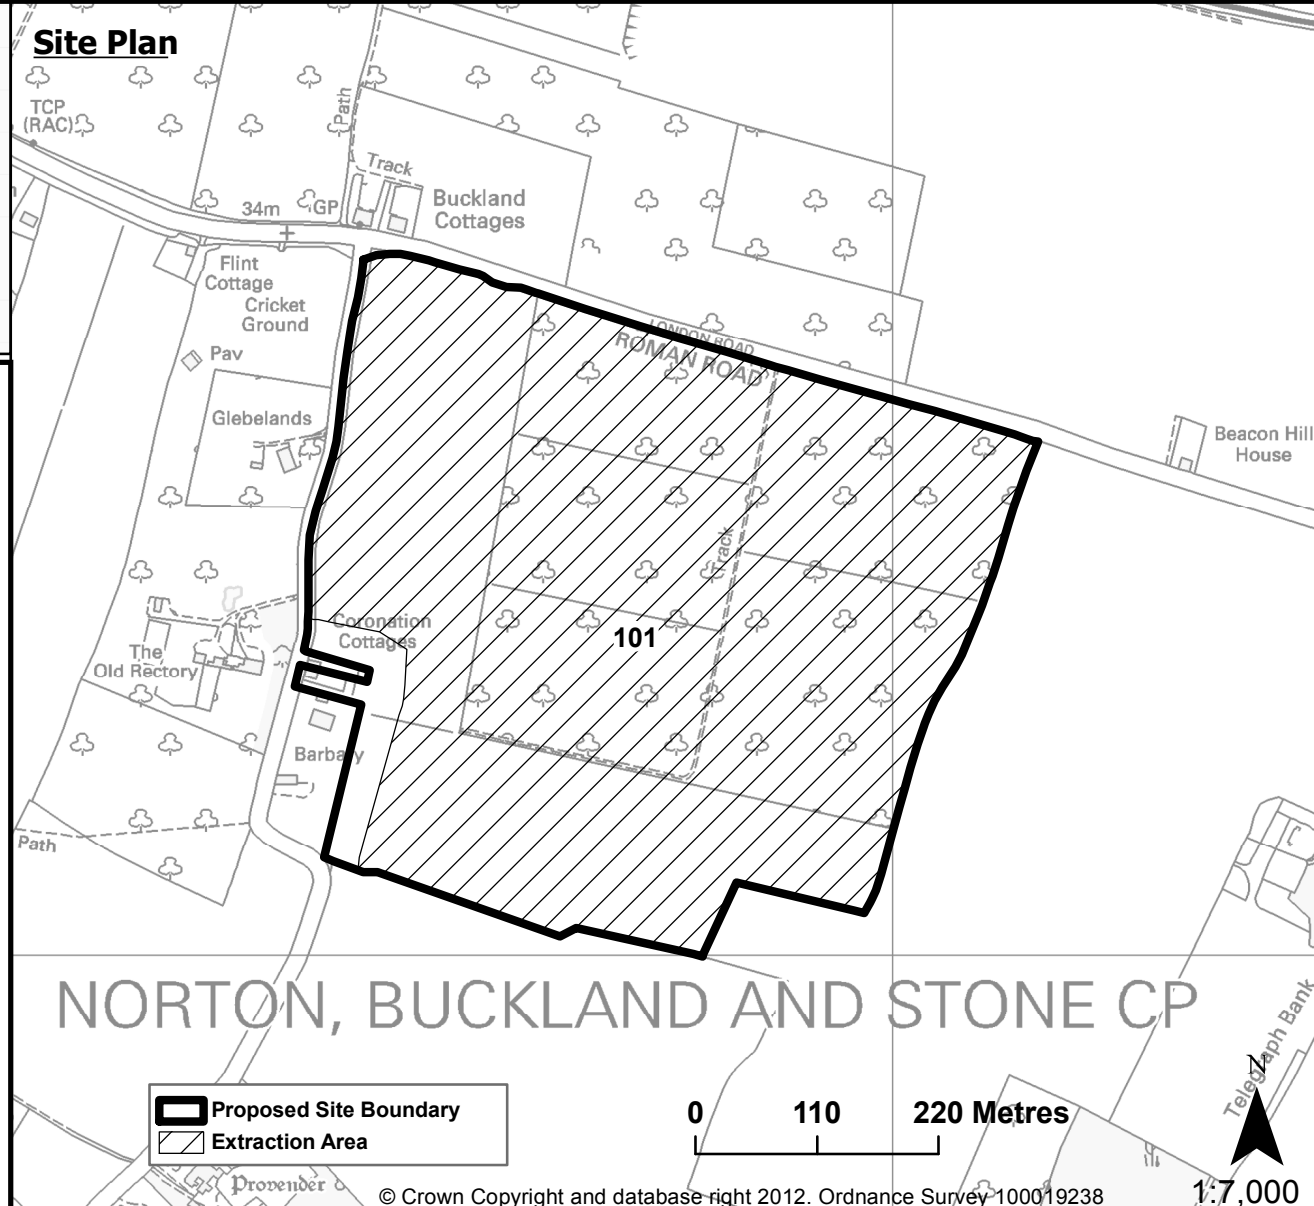 Site Plan
TCP
(RAC)
Path
Track
34m
GP
Buckland
Cottages
Flint
Cottage
Cricket
Ground
Pav
Glebelands
LONDON ROAD
ROMAN ROAD
Beacon Hill
House
Track
Coronation
Cottages
101
The
Old Rectory
Barbary
Path
NORTON, BUCKLAND AND STONE CP
Telegraph Bank
N
Proposed Site Boundary
Extraction Area
0 110 220 Metres
Provender
© Crown Copyright and database right 2012. Ordnance Survey 100019238
1:7,000